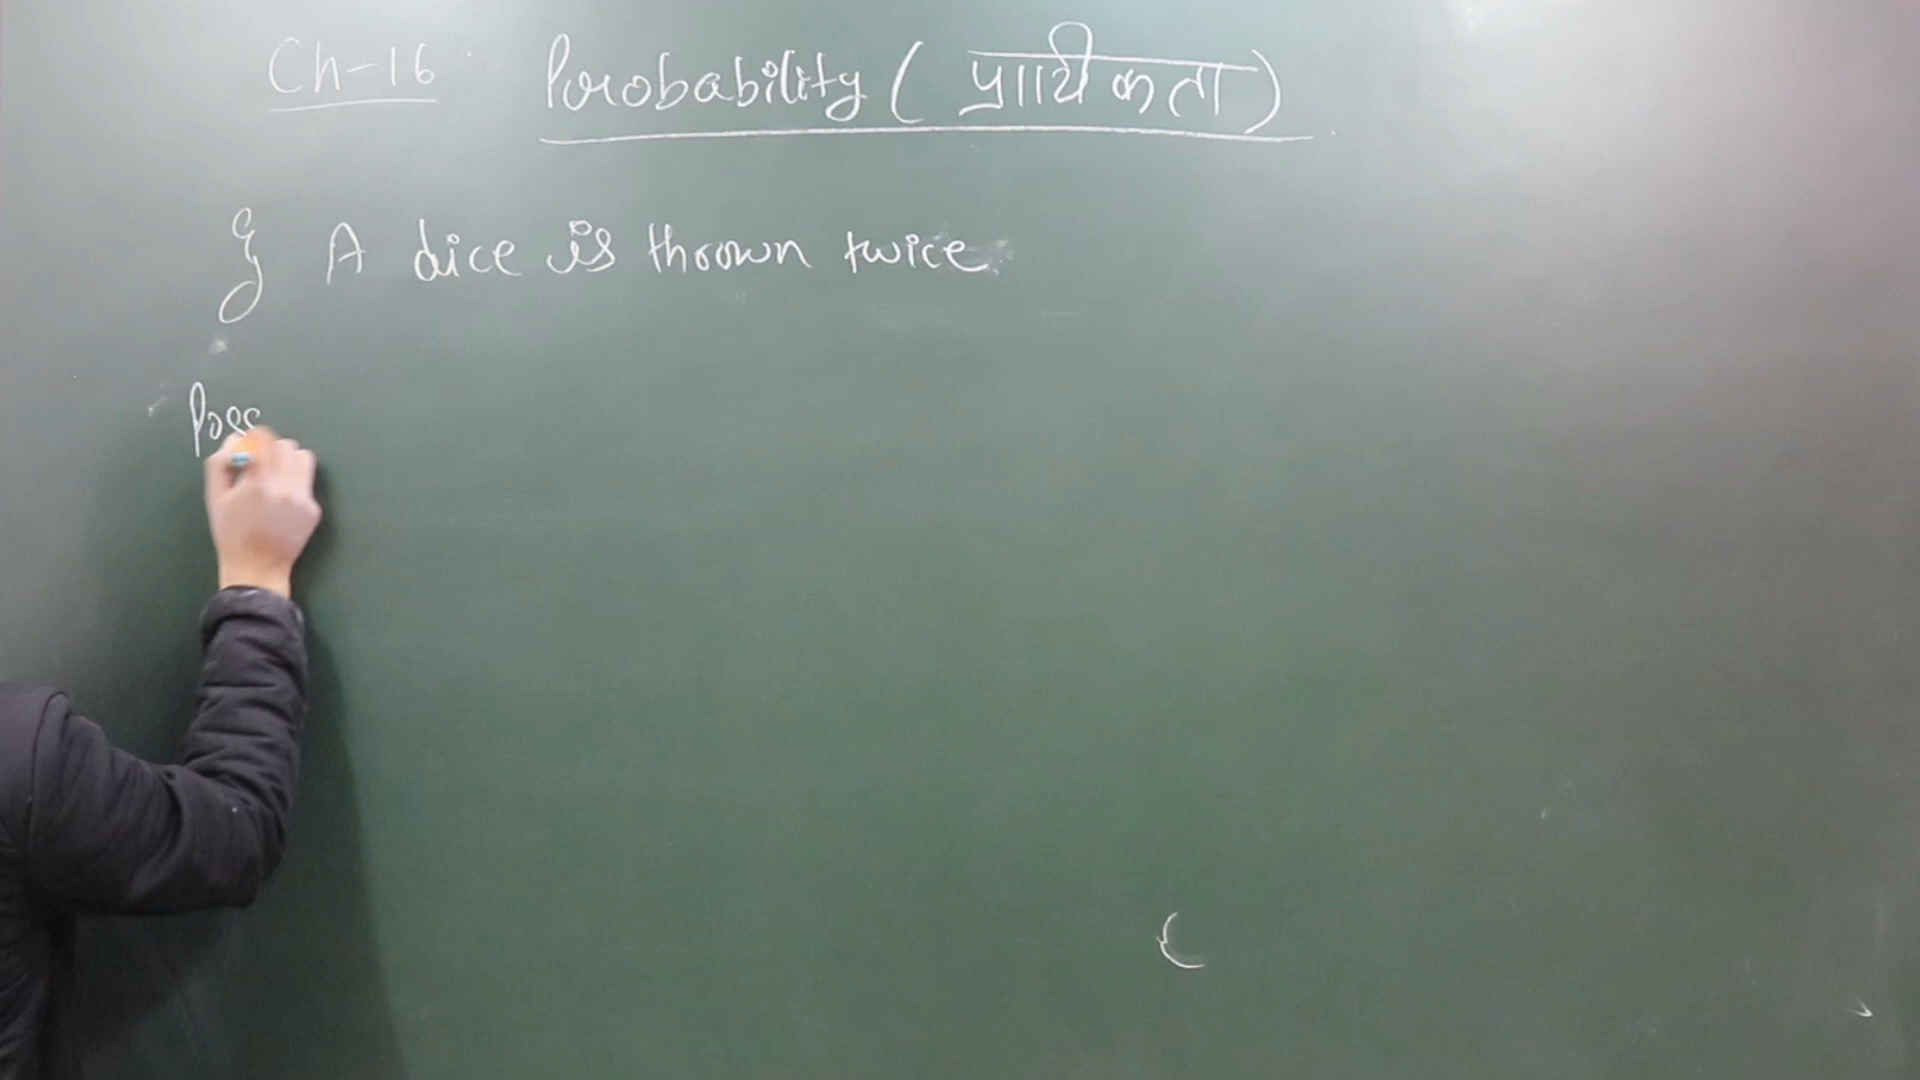 Ch-16 Probability ( प्रायिकता )
A dice is thrown twice
Poss